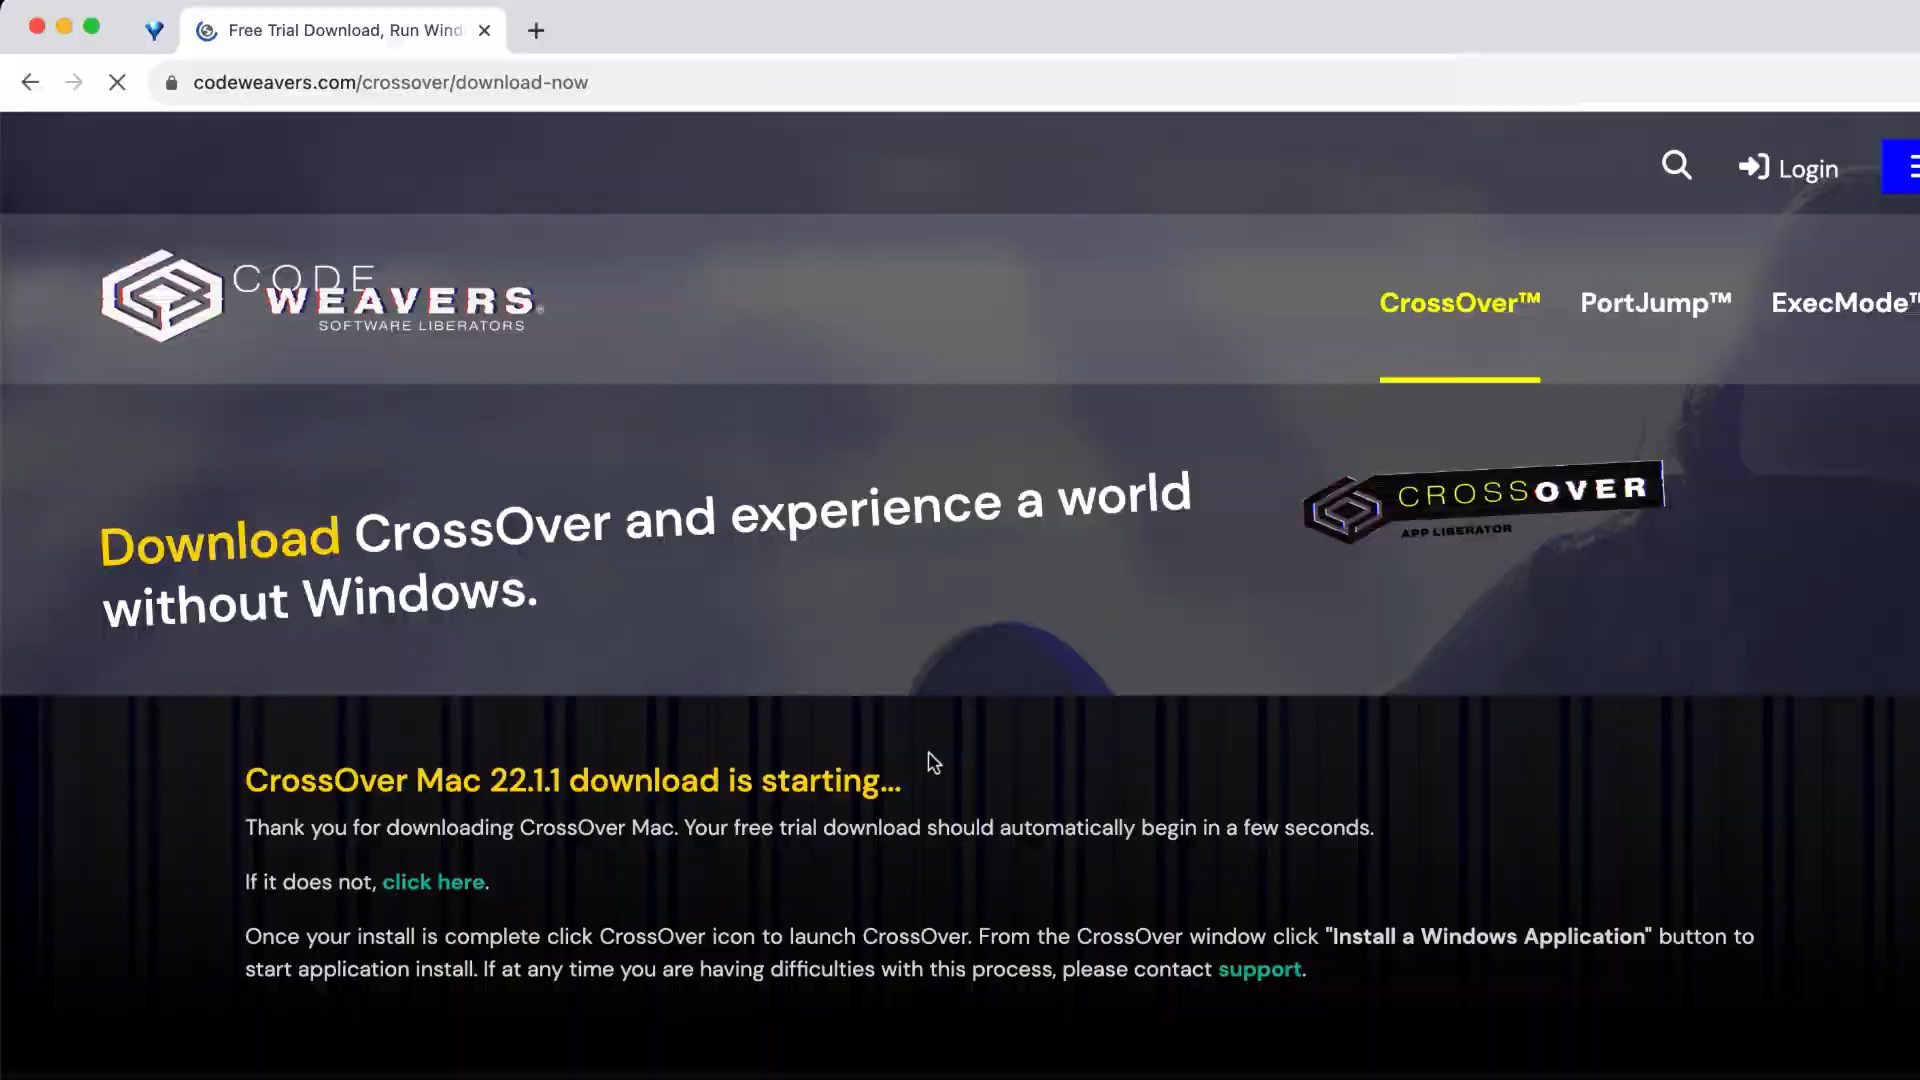 Free Trial Download, Run Wind
codeweavers.com/crossover/download-now
Login
CODE
WEAVERS®
SOFTWARE LIBERATORS
CrossOver™ PortJump™ ExecMode™
CROSSOVER
APP LIBERATOR
Download CrossOver and experience a world
without Windows.
CrossOver Mac 22.1.1 download is starting...
Thank you for downloading CrossOver Mac. Your free trial download should automatically begin in a few seconds.
If it does not, click here.
Once your install is complete click CrossOver icon to launch CrossOver. From the CrossOver window click "Install a Windows Application" button to
start application install. If at any time you are having difficulties with this process, please contact support.